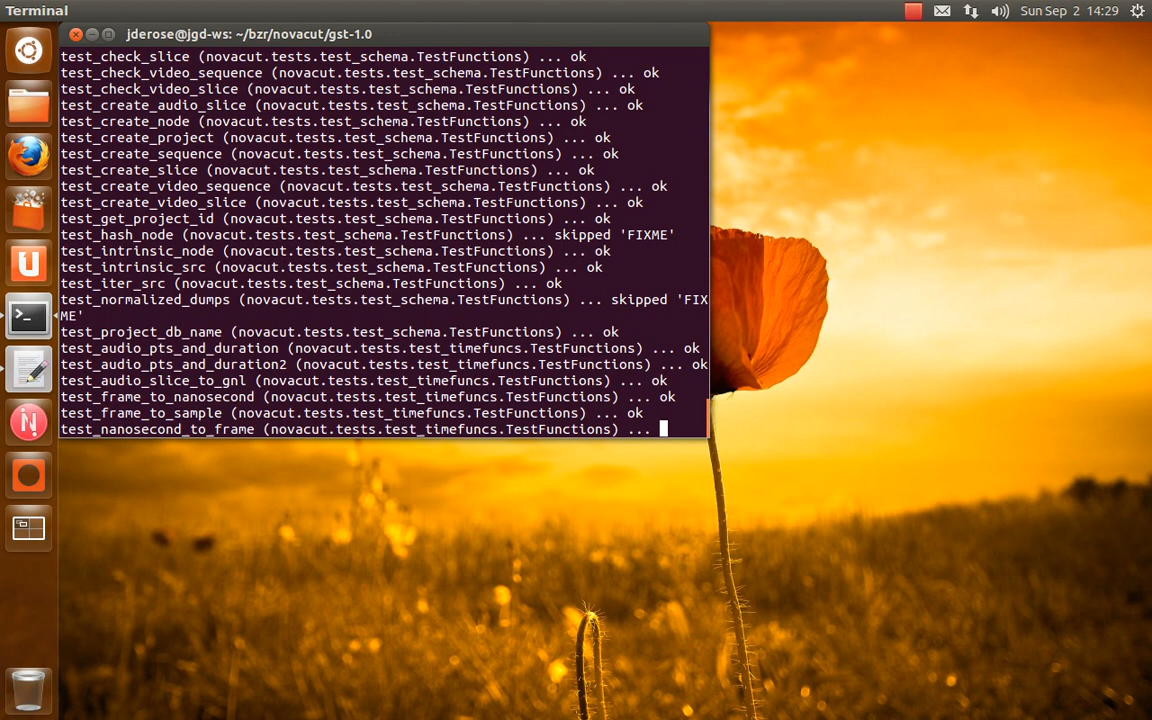 Terminal
Sun Sep 2 14:29
jderose@jgd-ws: ~/bzr/novacut/gst-1.0
test_check_slice (novacut.tests.test_schema.TestFunctions) ... ok
test_check_video_sequence (novacut.tests.test_schema.TestFunctions) ... ok
test_check_video_slice (novacut.tests.test_schema.TestFunctions) ... ok
test_create_audio_slice (novacut.tests.test_schema.TestFunctions) ... ok
test_create_node (novacut.tests.test_schema.TestFunctions) ... ok
test_create_project (novacut.tests.test_schema.TestFunctions) ... ok
test_create_sequence (novacut.tests.test_schema.TestFunctions) ... ok
test_create_slice (novacut.tests.test_schema.TestFunctions) ... ok
test_create_video_sequence (novacut.tests.test_schema.TestFunctions) ... ok
test_create_video_slice (novacut.tests.test_schema.TestFunctions) ... ok
test_get_project_id (novacut.tests.test_schema.TestFunctions) ... ok
test_hash_node (novacut.tests.test_schema.TestFunctions) ... skipped 'FIXME'
test_intrinsic_node (novacut.tests.test_schema.TestFunctions) ... ok
test_intrinsic_src (novacut.tests.test_schema.TestFunctions) ... ok
test_iter_src (novacut.tests.test_schema.TestFunctions) ... ok
test_normalized_dumps (novacut.tests.test_schema.TestFunctions) ... skipped 'FIX
ME'
test_project_db_name (novacut.tests.test_schema.TestFunctions) ... ok
test_audio_pts_and_duration (novacut.tests.test_timefuncs.TestFunctions) ... ok
test_audio_pts_and_duration2 (novacut.tests.test_timefuncs.TestFunctions) ... ok
test_audio_slice_to_gnl (novacut.tests.test_timefuncs.TestFunctions) ... ok
test_frame_to_nanosecond (novacut.tests.test_timefuncs.TestFunctions) ... ok
test_frame_to_sample (novacut.tests.test_timefuncs.TestFunctions) ... ok
test_nanosecond_to_frame (novacut.tests.test_timefuncs.TestFunctions) ...